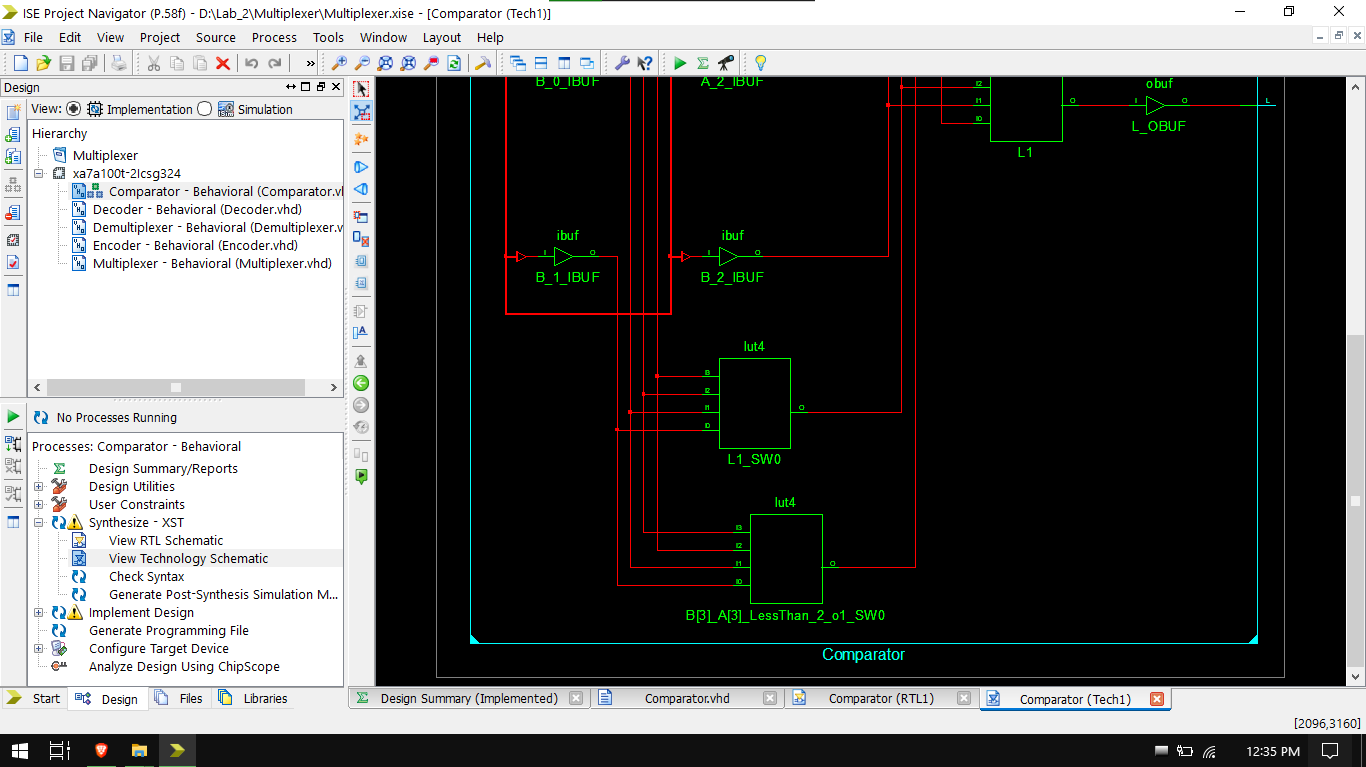 ISE Project Navigator (P.58f) - D:\Lab_2\Multiplexer\Multiplexer.xise - [Comparator (Tech1)]
File Edit View Project Source Process Tools Window Layout Help
Design
View: Implementation Simulation
Hierarchy
Multiplexer
xa7a100t-2Icsg324
Comparator - Behavioral (Comparator.vh
Decoder - Behavioral (Decoder.vhd)
Demultiplexer - Behavioral (Demultiplexer.v
Encoder - Behavioral (Encoder.vhd)
Multiplexer - Behavioral (Multiplexer.vhd)
No Processes Running
Processes: Comparator - Behavioral
Design Summary/Reports
Design Utilities
User Constraints
Synthesize - XST
View RTL Schematic
View Technology Schematic
Check Syntax
Generate Post-Synthesis Simulation M...
Implement Design
Generate Programming File
Configure Target Device
Analyze Design Using ChipScope
Start Design Files Libraries
B_0_IBUF A_2_IBUF
I2
I1
I0
O
L1
obuf
I O
L_OBUF
L
ibuf
I O
B_1_IBUF
ibuf
I O
B_2_IBUF
lut4
I2
I1
I0
O
L1_SW0
lut4
I3
I2
I1
I0
O
B[3]_A[3]_LessThan_2_o1_SW0
Comparator
Design Summary (Implemented) Comparator.vhd Comparator (RTL1) Comparator (Tech1)
[2096,3160]
12:35 PM